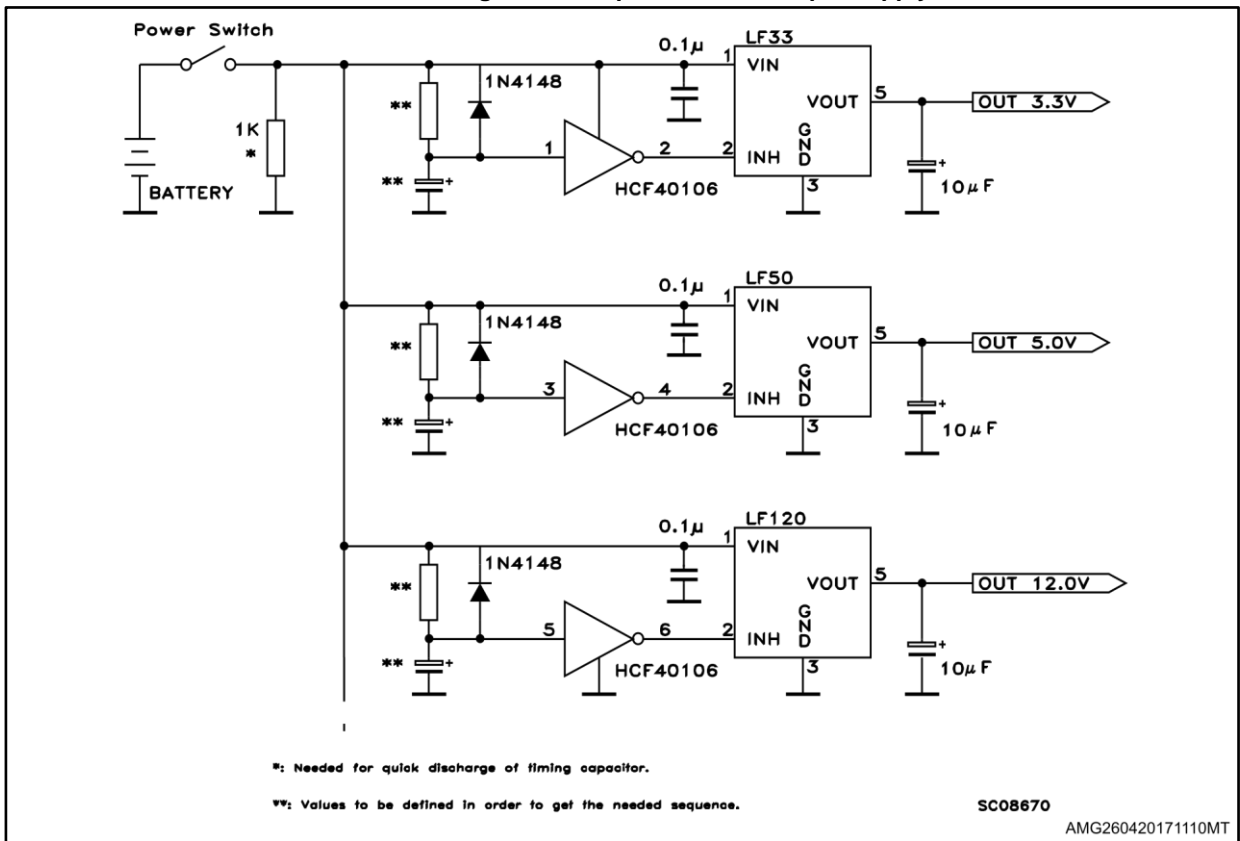 Power Switch
1K
*
BATTERY
**
1N4148
**
1
2
HCF40106
0.1μ
LF33
1
VIN
2
INH
VOUT
GND
3
5
OUT 3.3V
+
10μF
**
1N4148
**
3
4
HCF40106
0.1μ
LF50
1
VIN
2
INH
VOUT
GND
3
5
OUT 5.0V
+
10μF
**
1N4148
**
5
6
HCF40106
0.1μ
LF120
1
VIN
2
INH
VOUT
GND
3
5
OUT 12.0V
+
10μF
+
+
+
*: Needed for quick discharge of timing capacitor.
**: Values to be defined in order to get the needed sequence.
SC08670
AMG260420171110MT